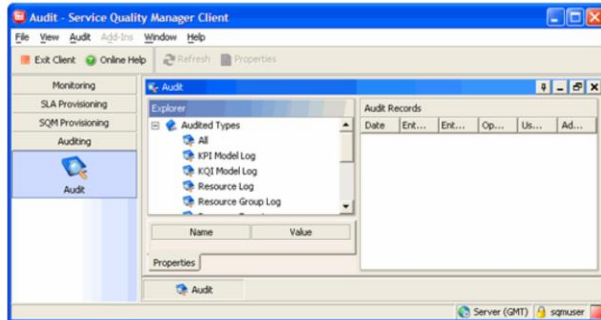 Audit - Service Quality Manager Client
File View Audit Add-Ins Window Help
Exit Client Online Help Refresh Properties
Monitoring
SLA Provisioning
SQM Provisioning
Auditing
Audit
Audit
Explorer
Audited Types
All
KPI Model Log
KQI Model Log
Resource Log
Resource Group Log
Name Value
Properties
Audit Records
Date Ent... Ent... Op... Us... Ad...
Audit
Server (GMT) sqmuser